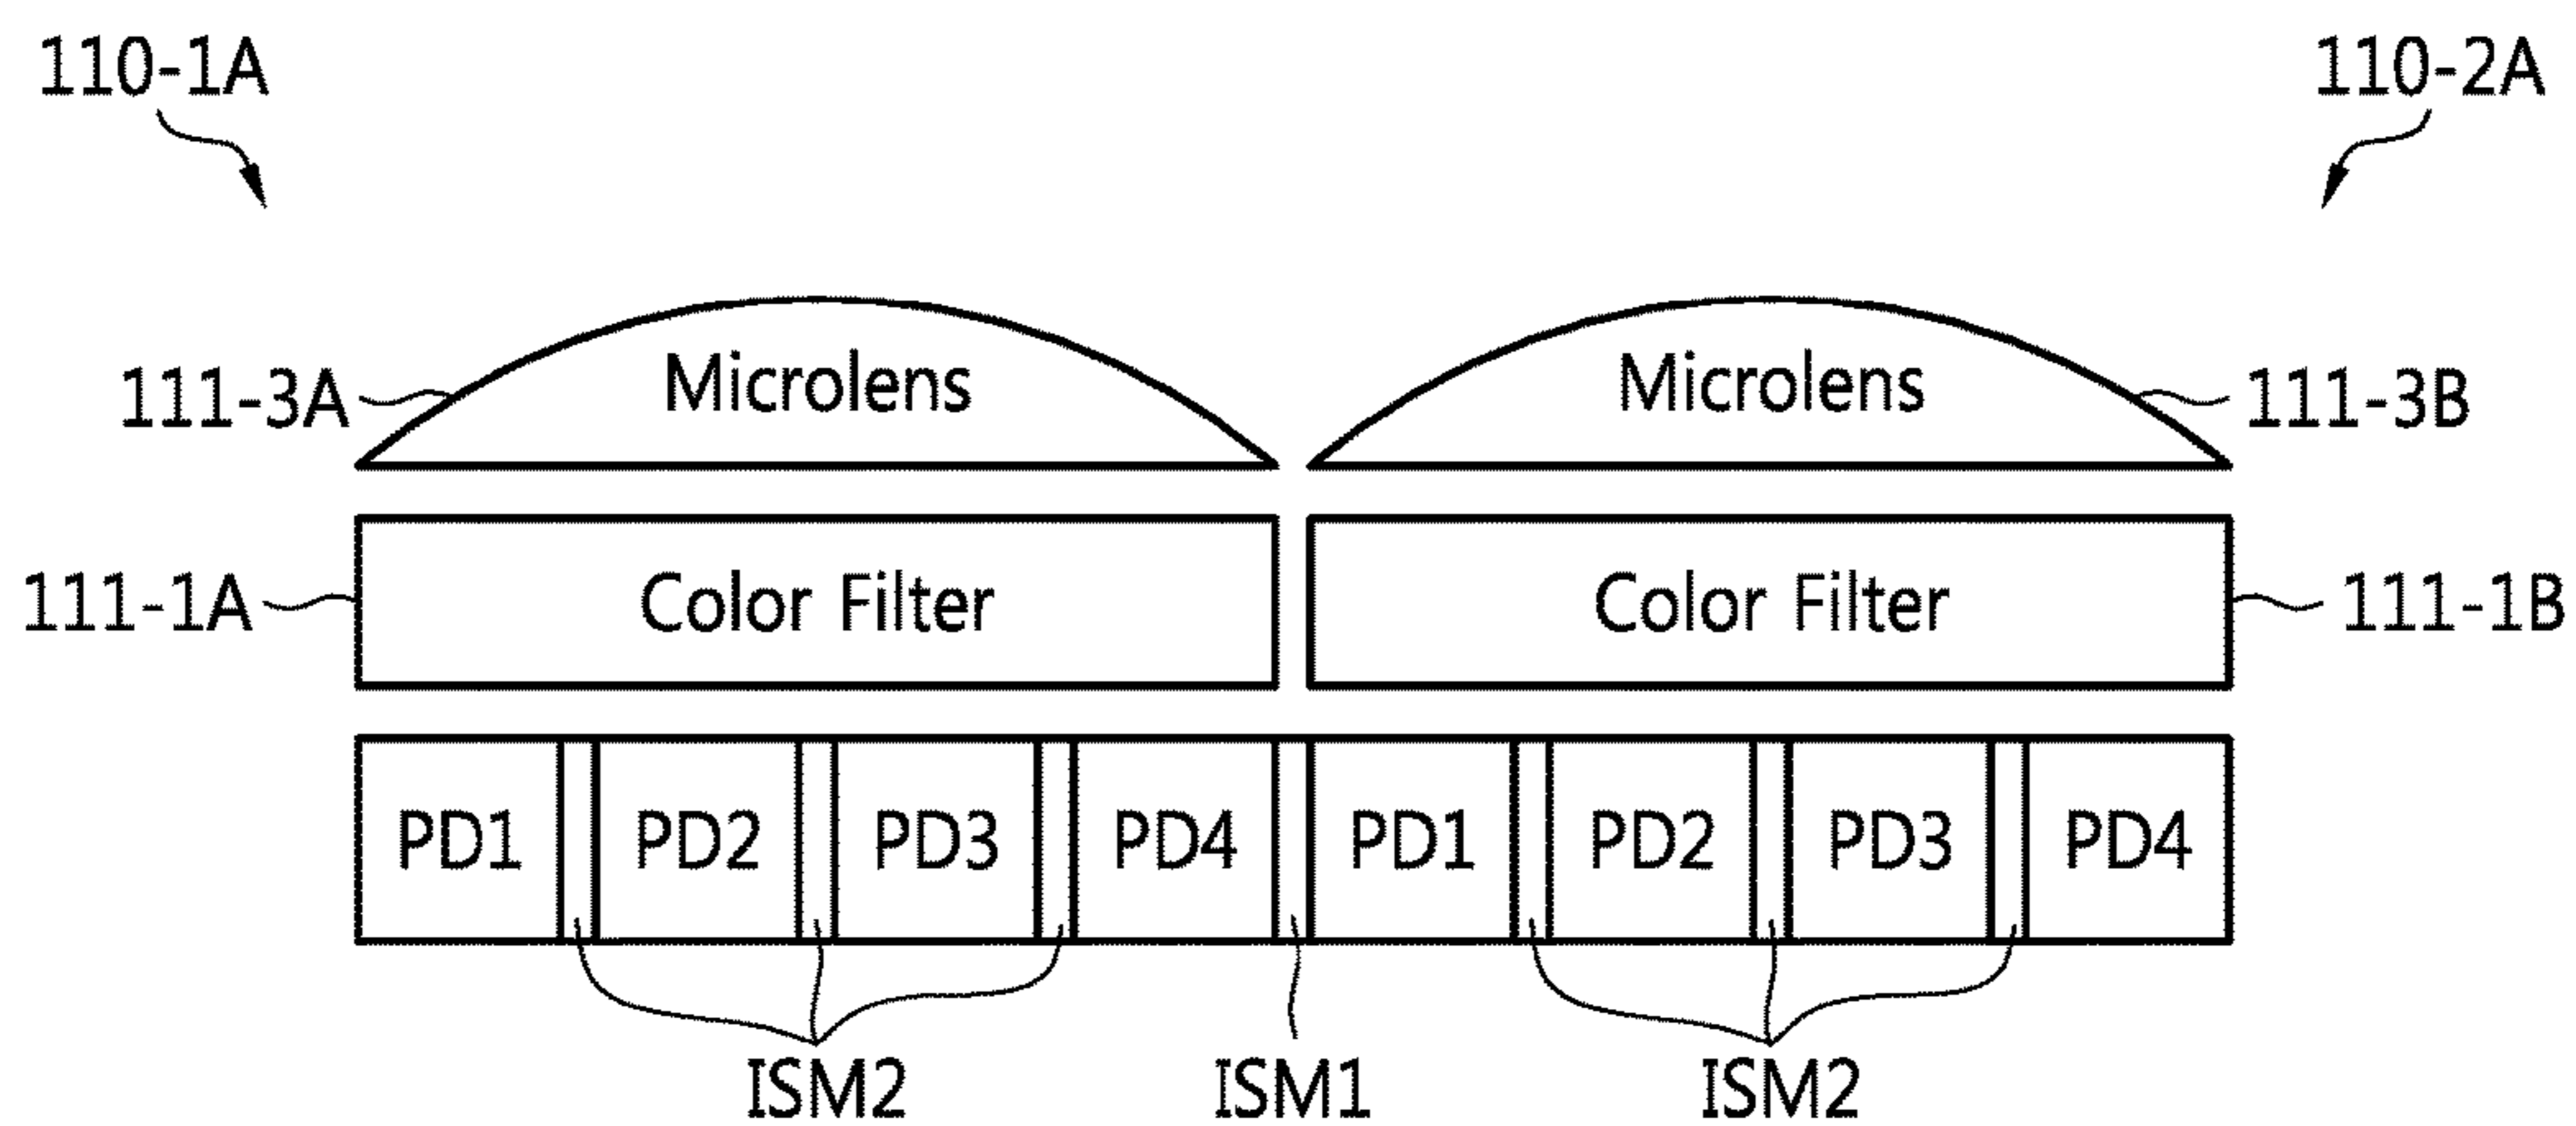 110-1A 110-2A
111-3A Microlens Microlens 111-3B
111-1A Color Filter Color Filter 111-1B
PD1 PD2 PD3 PD4 PD1 PD2 PD3 PD4
ISM2 ISM1 ISM2